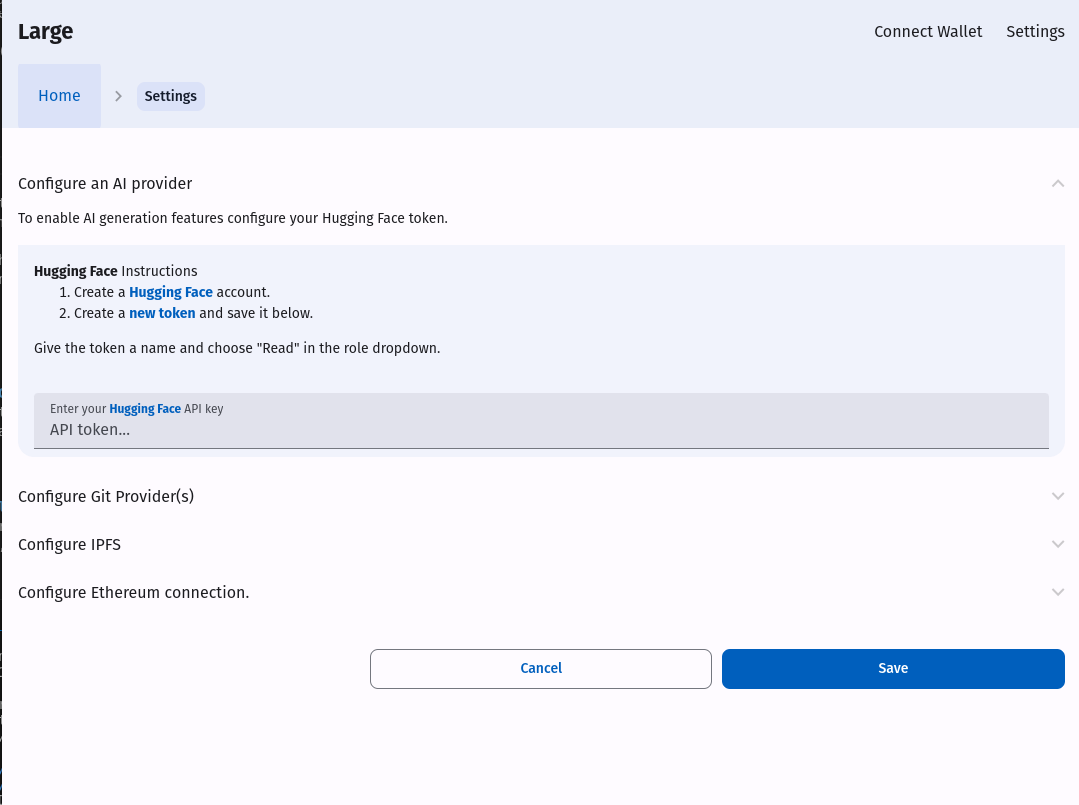 Large
Connect Wallet Settings
Home Settings
Configure an AI provider
To enable AI generation features configure your Hugging Face token.
Hugging Face Instructions
1. Create a Hugging Face account.
2. Create a new token and save it below.
Give the token a name and choose "Read" in the role dropdown.
Enter your Hugging Face API key
API token...
Configure Git Provider(s)
Configure IPFS
Configure Ethereum connection.
Cancel Save